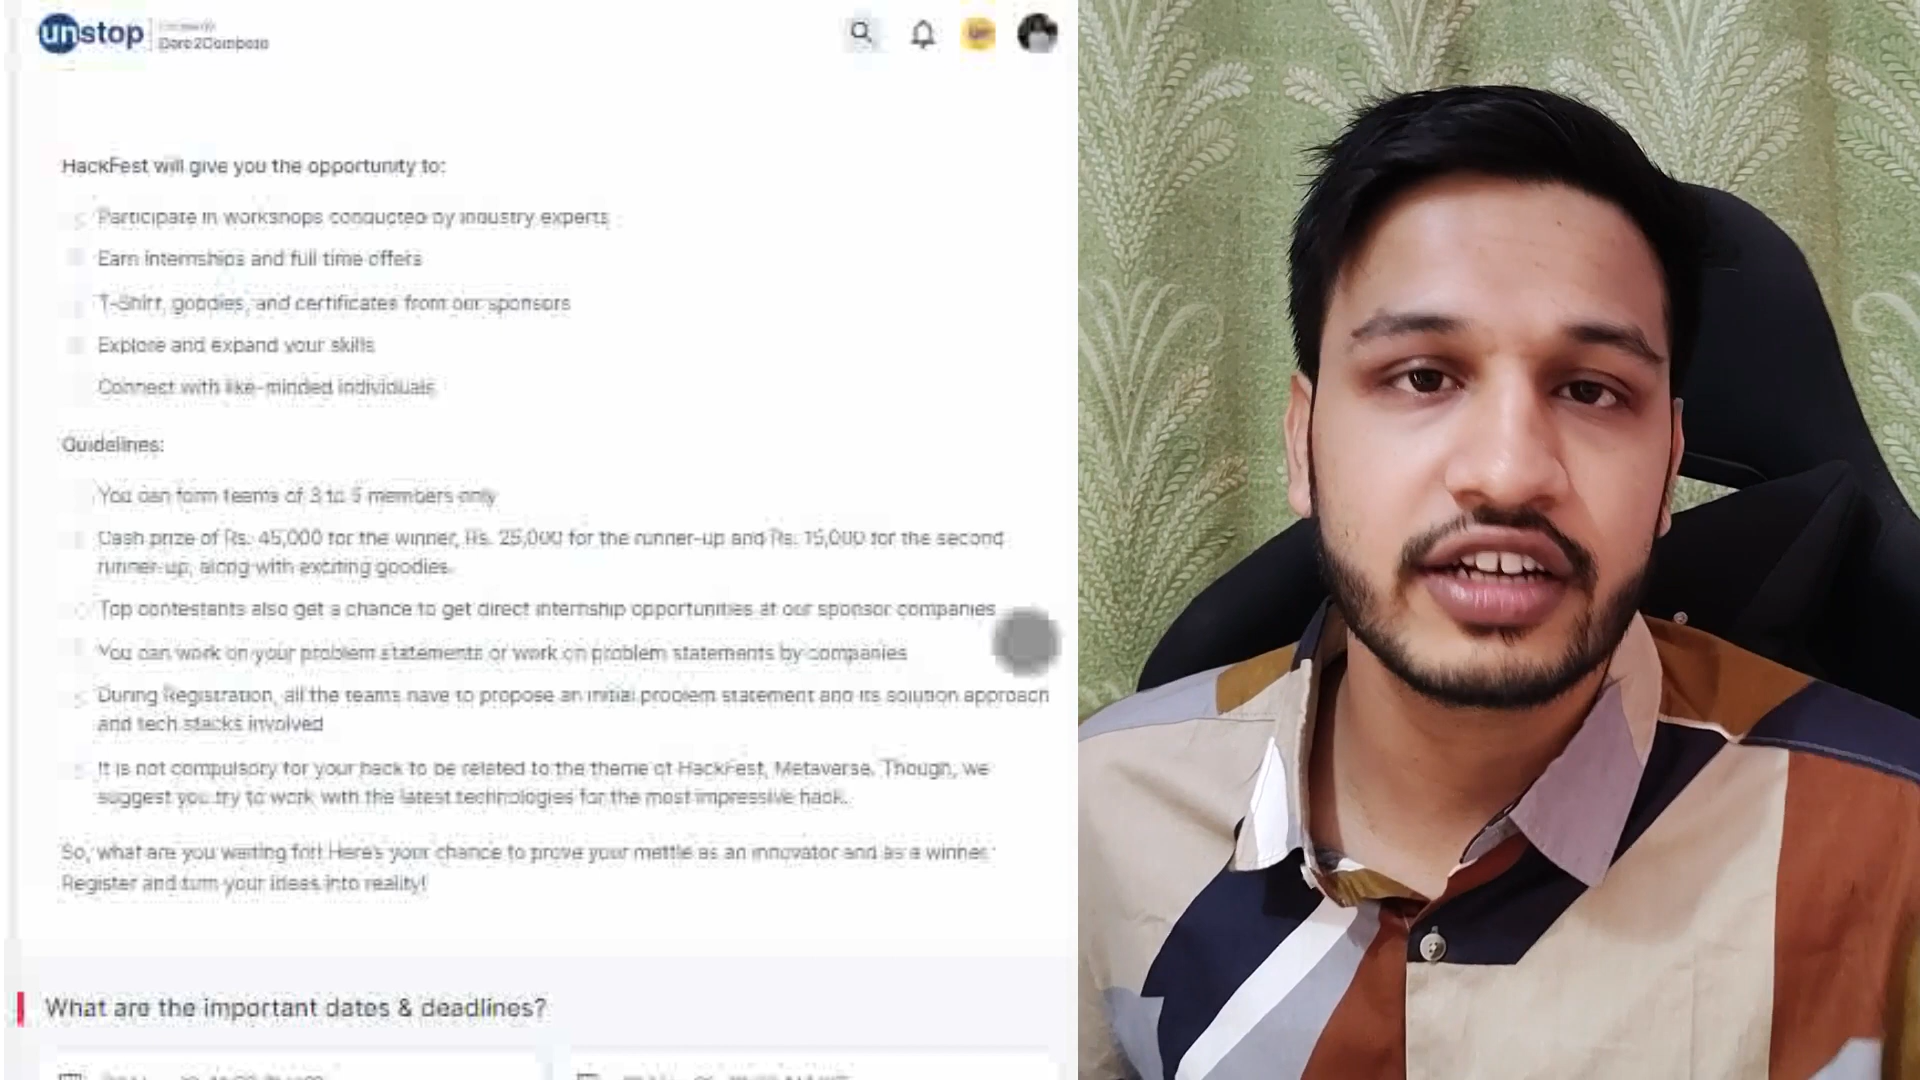 unstop
Formerly
Dare2Compete
HackFest will give you the opportunity to:
Participate in workshops conducted by industry experts
Earn internships and full time offers
T-Shirt, goodies, and certificates from our sponsors
Explore and expand your skills
Connect with like-minded individuals
Guidelines:
You can form teams of 3 to 5 members only
Cash prize of Rs. 45,000 for the winner, Rs. 25,000 for the runner-up and Rs. 15,000 for the second
runner-up, along with exciting goodies.
Top contestants also get a chance to get direct internship opportunities at our sponsor companies
You can work on your problem statements or work on problem statements by companies
During Registration, all the teams have to propose an initial problem statement and its solution approach
and tech stacks involved
It is not compulsory for your hack to be related to the theme of HackFest, Metaverse. Though, we
suggest you try to work with the latest technologies for the most impressive hack.
So, what are you waiting for! Here's your chance to prove your mettle as an innovator and as a winner.
Register and turn your ideas into reality!
What are the important dates & deadlines?